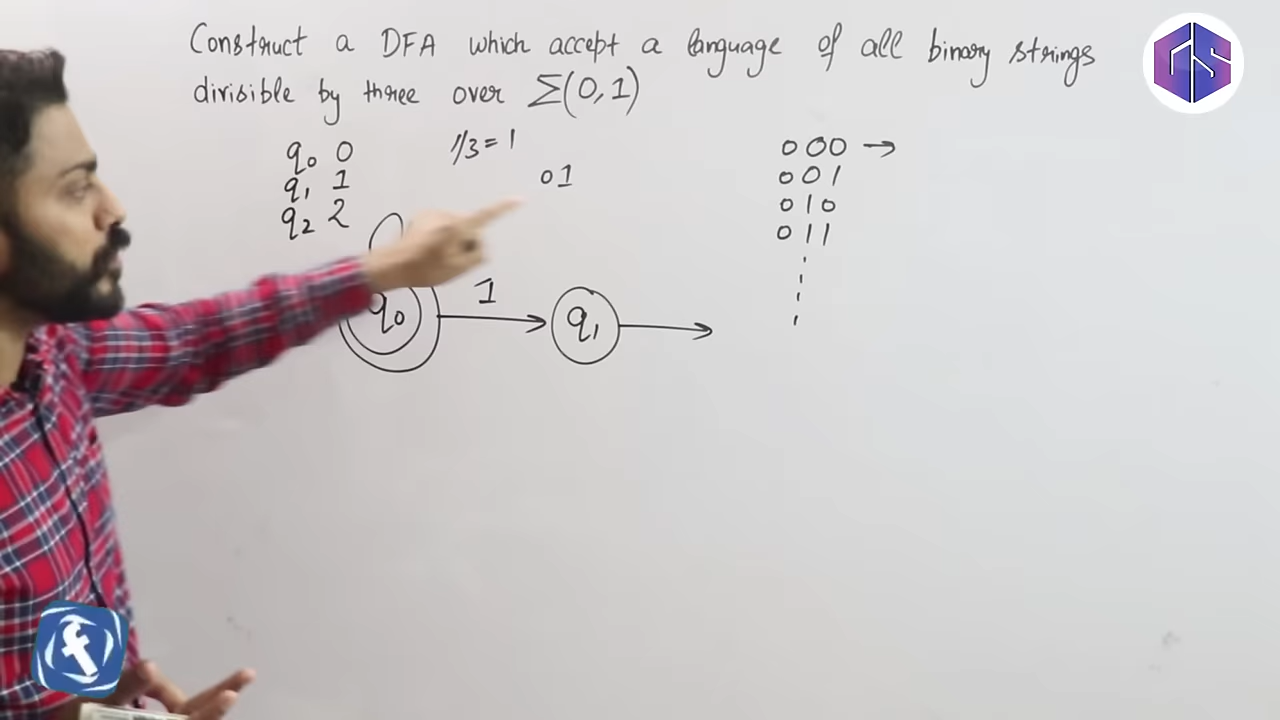 Construct a DFA which accept a language of all binary strings
divisible by three over Σ(0,1)
q₀ 0
q₁ 1
q₂ 2
1/3=1
01
000 →
001
010
011
1
q₀
q₁
GS
f